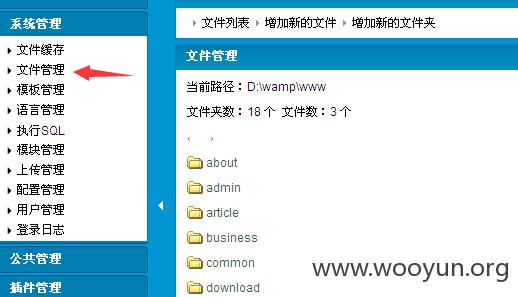 系统管理
文件缓存
文件管理
模板管理
语言管理
执行SQL
模块管理
上传管理
配置管理
用户管理
登录日志
公共管理
插件管理
文件列表 增加新的文件 增加新的文件夹
文件管理
当前路径：D:\wamp\www
文件夹数：18 个 文件数：3 个
about
admin
article
business
common
download
www.wooyun.org